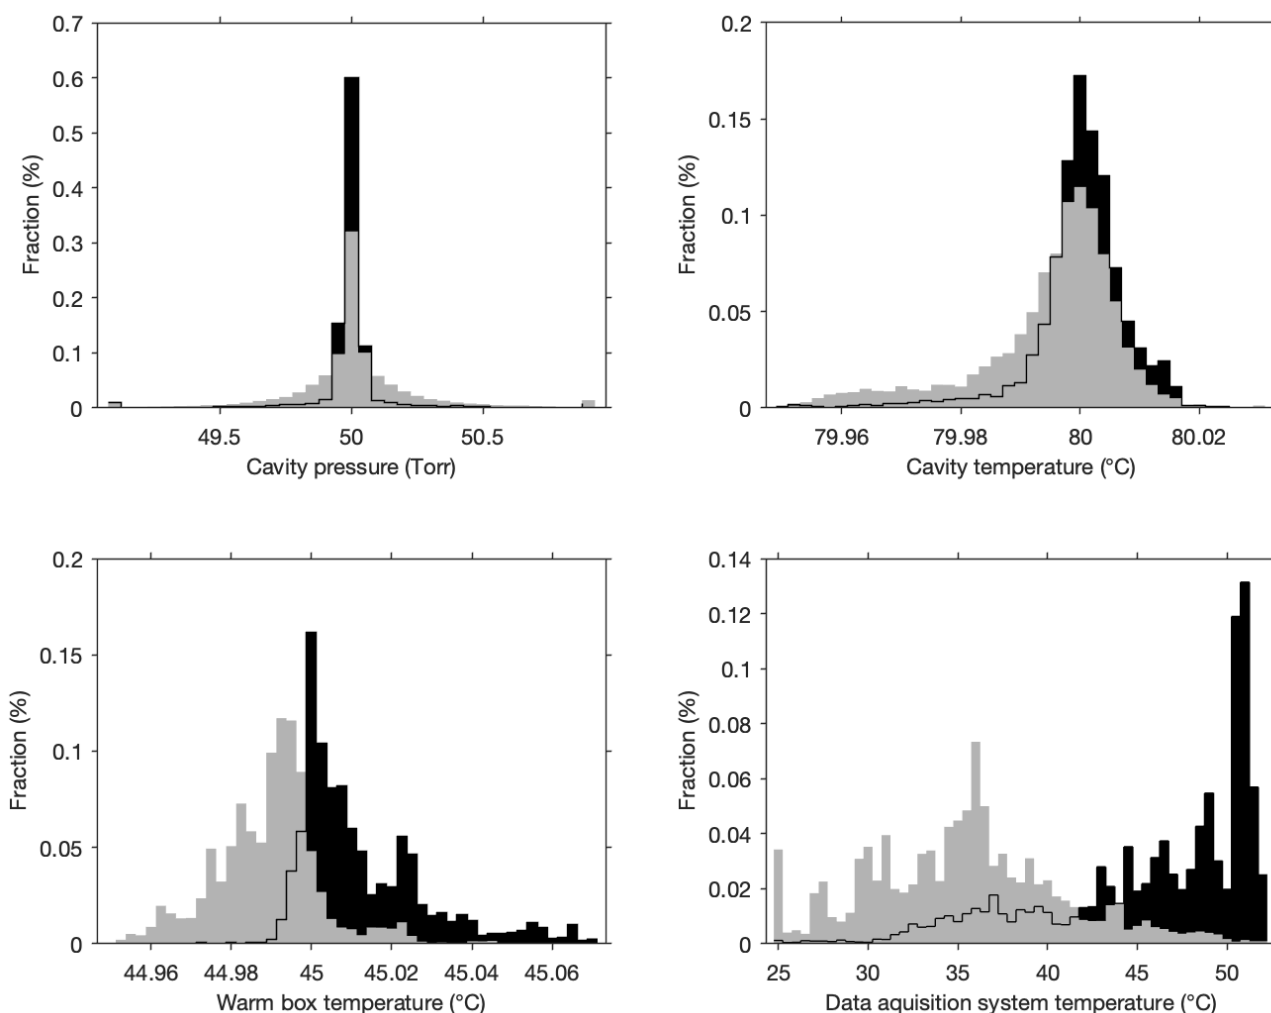 0.7
0.6
0.5
0.4
0.3
0.2
0.1
0
Fraction (%)
49.5 50 50.5
Cavity pressure (Torr)
0.2
0.15
0.1
0.05
0
Fraction (%)
79.96 79.98 80 80.02
Cavity temperature (°C)
0.2
0.15
0.1
0.05
0
Fraction (%)
44.96 44.98 45 45.02 45.04 45.06
Warm box temperature (°C)
0.14
0.12
0.1
0.08
0.06
0.04
0.02
0
Fraction (%)
25 30 35 40 45 50
Data aquisition system temperature (°C)